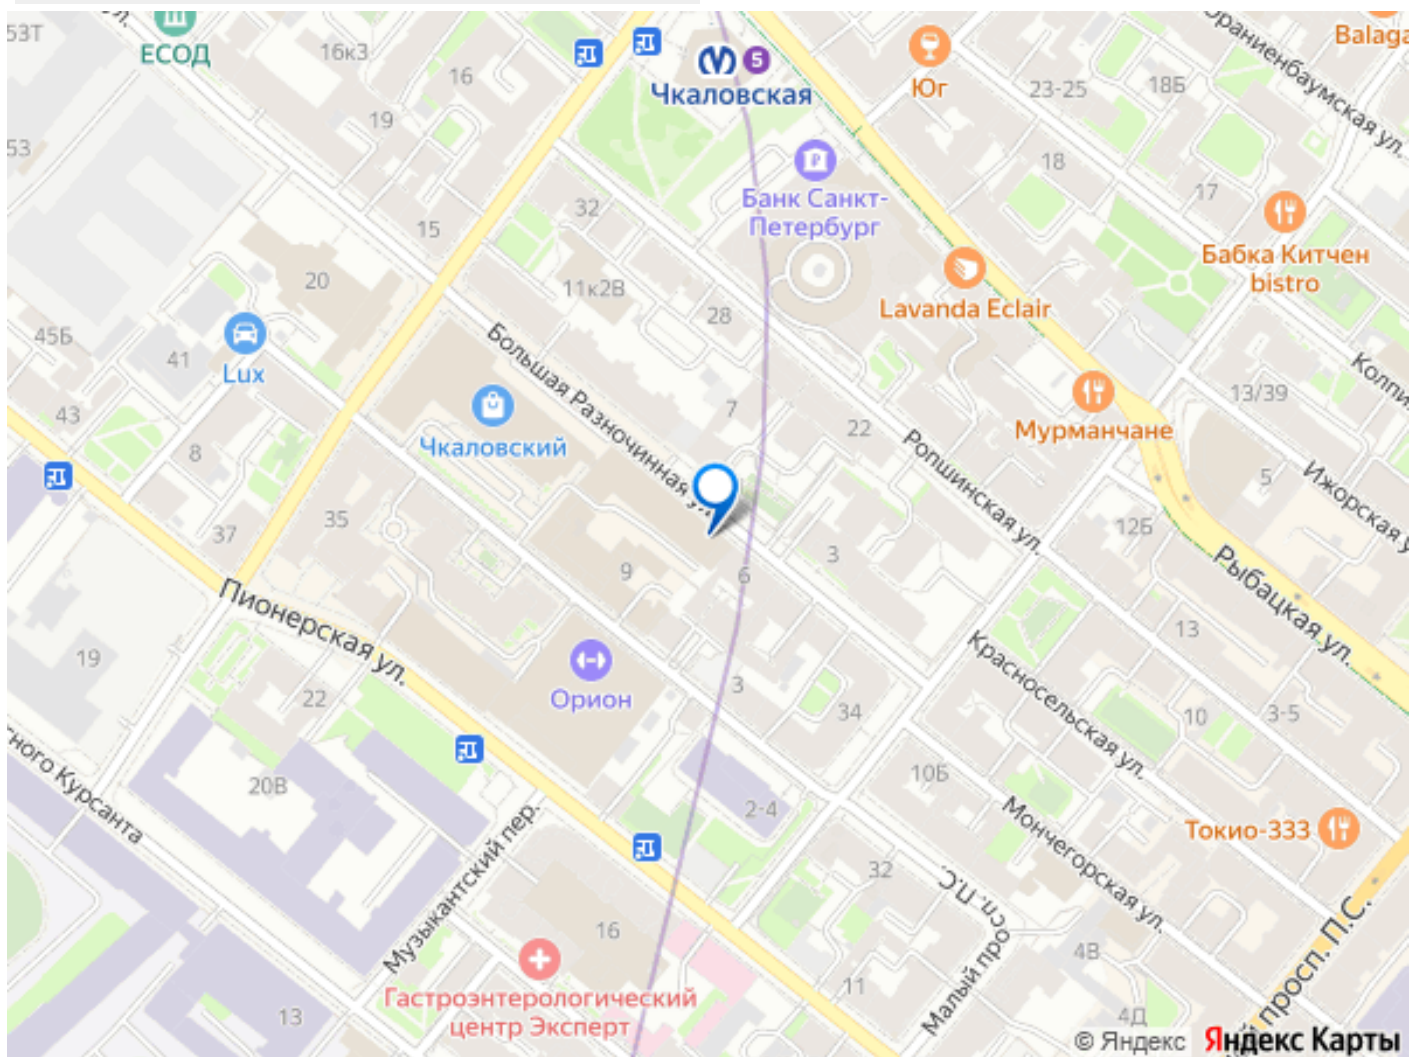 53Т
ул.
ЕСОД
16к3
16
19
53
Чкаловская
5
Юг
23-25
18Б
Balaga
Ораниенбаумская ул.
18
17
Банк Санкт-
Петербург
32
15
20
11к2В
28
Lavanda Eclair
Бабка Китчен
bistro
45Б
41
Lux
43
8
Большая Разночинная ул.
Чкаловский
7
22
Мурманчане
13/39
5
Ропшинская ул.
Ижорская у
12Б
37
35
9
6
3
Рыбацкая ул.
Пионерская ул.
19
22
Орион
3
34
13
10
3-5
Красносельская ул.
20В
2-4
10Б
Мончегорская ул.
Токио-333
Музыкантский пер.
32
Малый просп. П.С.
16
4В
11
13
4Д
Гастроэнтерологический
центр Эксперт
й просп. П.С.
© Яндекс Яндекс Карты